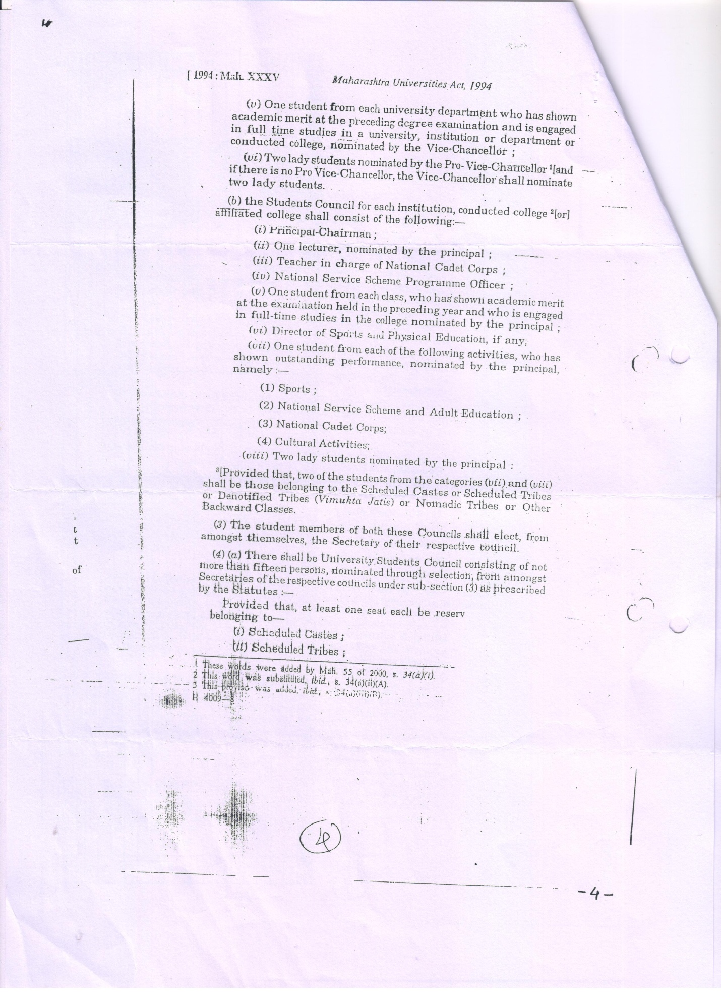 [ 1994 : Mah. XXXV Maharashtra Universities Act, 1994
(v) One student from each university department who has shown
academic merit at the preceding degree examination and is engaged
in full time studies in a university, institution or department or
conducted college, nominated by the Vice-Chancellor ;
(vi) Two lady students nominated by the Pro-Vice-Chancellor ¹[and
if there is no Pro Vice-Chancellor, the Vice-Chancellor shall nominate
two lady students.
(b) the Students Council for each institution, conducted college ²[or]
affiliated college shall consist of the following:—
(i) Principal-Chairman ;
(ii) One lecturer, nominated by the principal ;
(iii) Teacher in charge of National Cadet Corps ;
(iv) National Service Scheme Programme Officer ;
(v) One student from each class, who has shown academic merit
at the examination held in the preceding year and who is engaged
in full-time studies in the college nominated by the principal ;
(vi) Director of Sports and Physical Education, if any;
(vii) One student from each of the following activities, who has
shown outstanding performance, nominated by the principal,
namely :—
(1) Sports ;
(2) National Service Scheme and Adult Education ;
(3) National Cadet Corps;
(4) Cultural Activities;
(viii) Two lady students nominated by the principal :
³[Provided that, two of the students from the categories (vii) and (viii)
shall be those belonging to the Scheduled Castes or Scheduled Tribes
or Denotified Tribes (Vimukta Jatis) or Nomadic Tribes or Other
Backward Classes.
(3) The student members of both these Councils shall elect, from
amongst themselves, the Secretary of their respective council.
t
t
(4) (a) There shall be University Students Council consisting of not
more than fifteen persons, nominated through selection, from amongst
of
Secretaries of the respective councils under sub-section (3) as prescribed
by the Statutes :—
Provided that, at least one seat each be reserv
belonging to—
(i) Scheduled Castes ;
(ii) Scheduled Tribes ;
1 These words were added by Mah. 55 of 2000, s. 34(a)(i).
2 This word was substituted, ibid., s. 34(a)(ii)(A).
3 This proviso was added, ibid., s. 34(a)(ii)(B).
H 4009—8
4
-4-